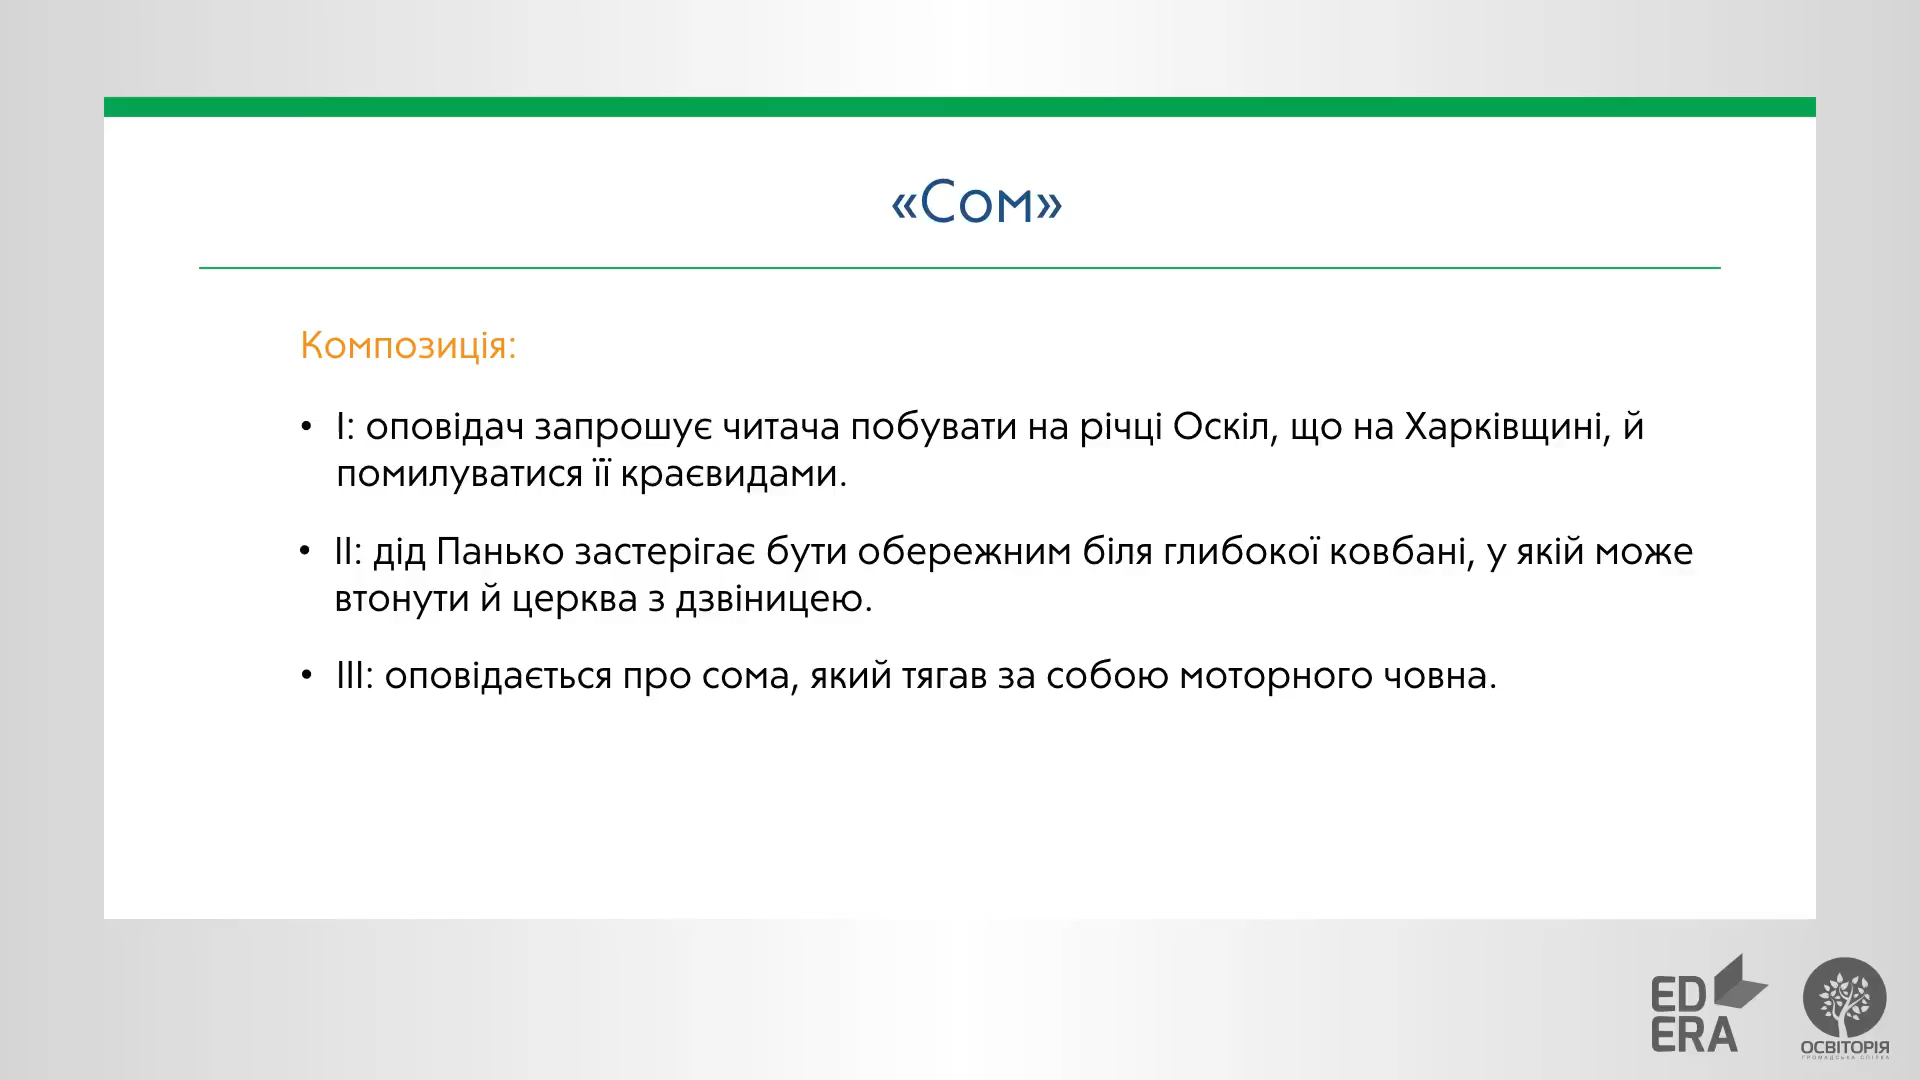 «Сом»
Композиція:
• І: оповідач запрошує читача побувати на річці Оскіл, що на Харківщині, й
помилуватися її краєвидами.
• ІІ: дід Панько застерігає бути обережним біля глибокої ковбані, у якій може
втонути й церква з дзвіницею.
• ІІІ: оповідається про сома, який тягав за собою моторного човна.
ED
ERA
ОСВІТОРІЯ
ГРОМАДСЬКА СПІЛКА